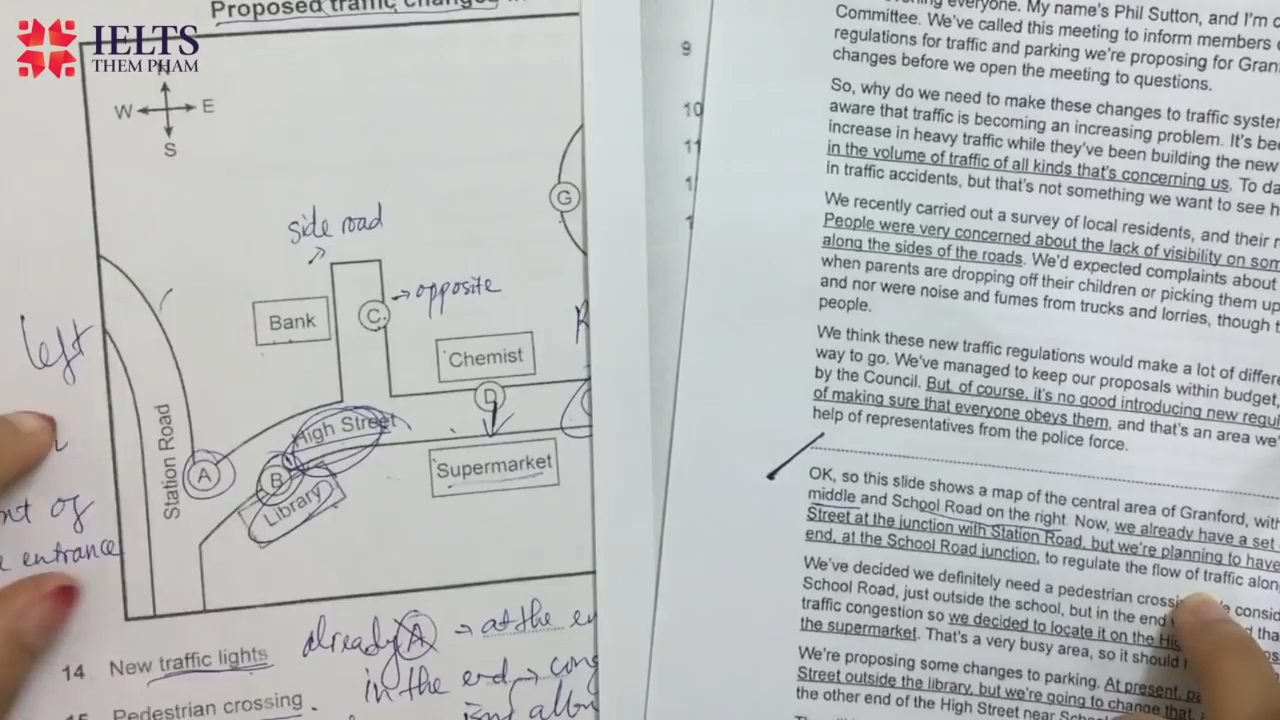 IELTS
THEM PHAM
Proposed traffic changes in
N
W E
S
side road
G
Bank
C
opposite
Chemist
D
left
High Street
Station Road
A
B
Library
Supermarket
of
entrance
already A → at the
14 New traffic lights
in the end →
Pedestrian crossing
9
10
11
1
1
everyone. My name's Phil Sutton, and I'm
Committee. We've called this meeting to inform members
regulations for traffic and parking we're proposing for
changes before we open the meeting to questions.
So, why do we need to make these changes to traffic
aware that traffic is becoming an increasing problem. It's
increase in heavy traffic while they've been building the new
in the volume of traffic of all kinds that's concerning us. To
in traffic accidents, but that's not something we want to see
We recently carried out a survey of local residents, and their
People were very concerned about the lack of visibility on
along the sides of the roads. We'd expected complaints about
when parents are dropping off their children or picking them up
and nor were noise and fumes from trucks and lorries, though
people.
We think these new traffic regulations would make a lot of
way to go. We've managed to keep our proposals within budget,
by the Council. But, of course, it's no good introducing new
of making sure that everyone obeys them, and that's an area
help of representatives from the police force.
OK, so this slide shows a map of the central area of Granford, with
middle and School Road on the right. Now, we already have a set
Street at the junction with Station Road, but we're planning to have
end, at the School Road junction, to regulate the flow of traffic
We've decided we definitely need a pedestrian
School Road, just outside the school, but in the end
traffic congestion so we decided to locate it on the
the supermarket. That's a very busy area, so it should
We're proposing some changes to parking. At present,
Street outside the library, but we're going to change that,
the other end of the High Street near